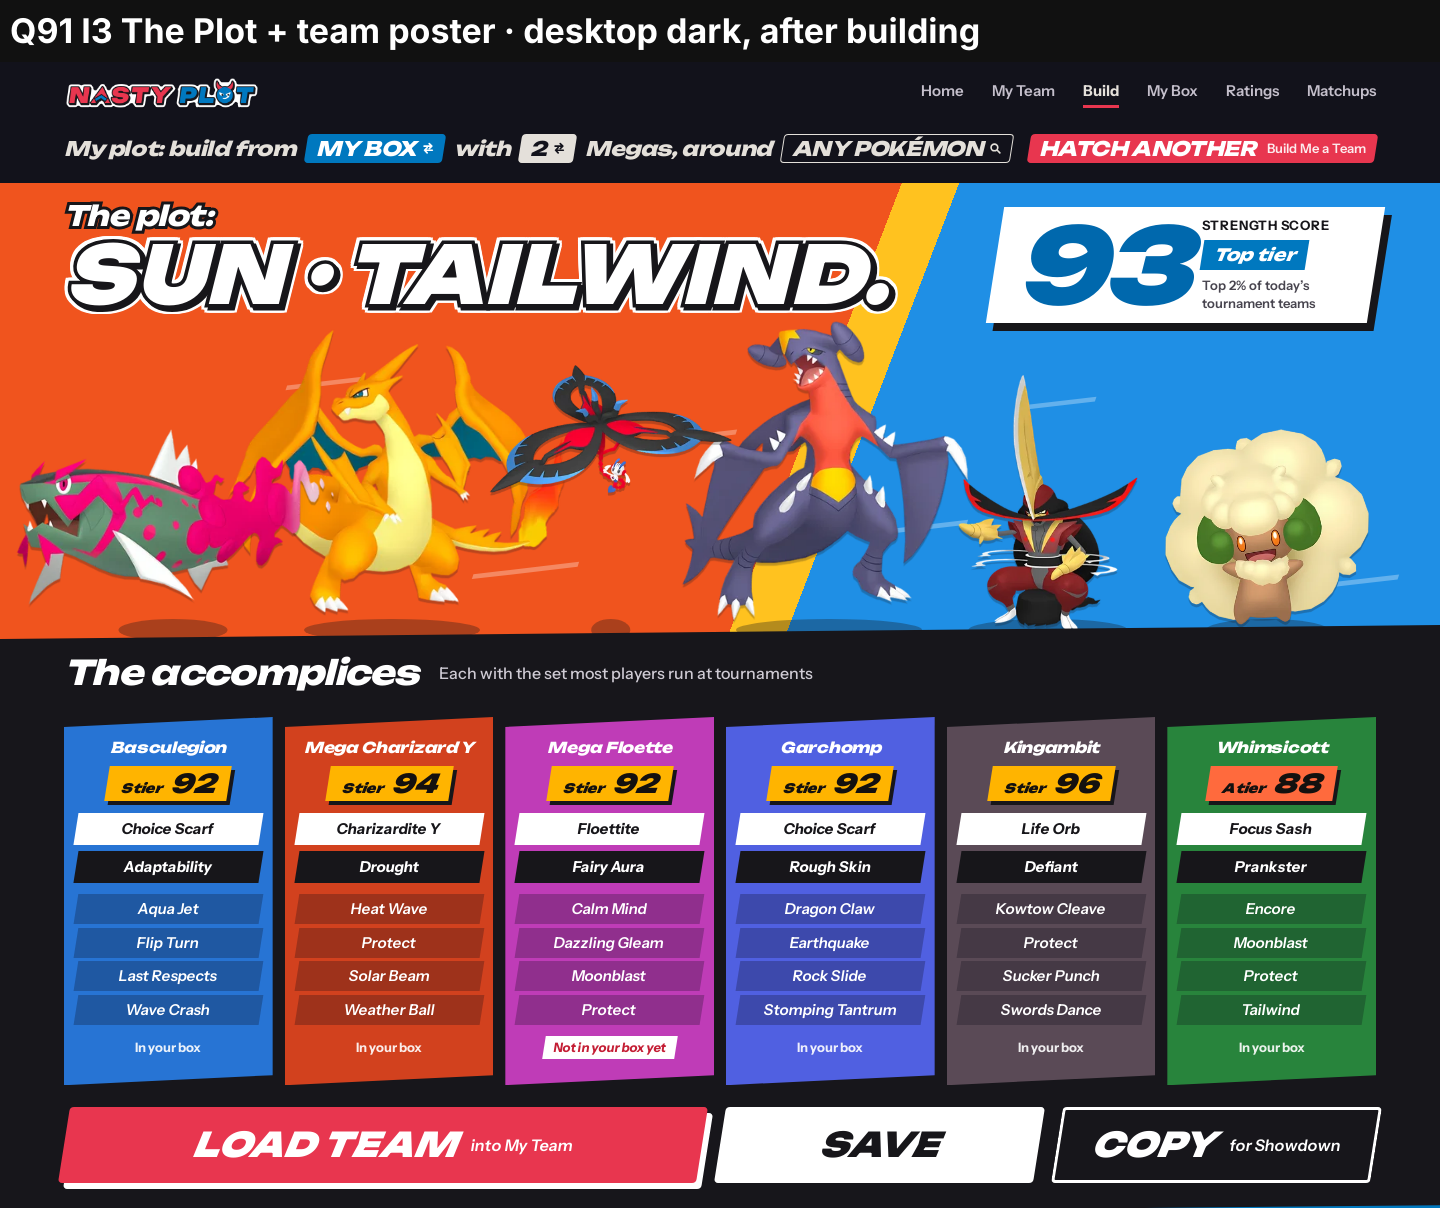 Q91 I3 The Plot + team poster · desktop dark, after building
NASTY PLOT
Home My Team Build My Box Ratings Matchups
My plot: build from MY BOX with 2 Megas, around ANY POKÉMON HATCH ANOTHER Build Me a Team
The plot:
SUN · TAILWIND.
93
STRENGTH SCORE
Top tier
Top 2% of today's
tournament teams
The accomplices Each with the set most players run at tournaments
Basculegion
S tier 92
Choice Scarf
Adaptability
Aqua Jet
Flip Turn
Last Respects
Wave Crash
In your box
Mega Charizard Y
S tier 94
Charizardite Y
Drought
Heat Wave
Protect
Solar Beam
Weather Ball
In your box
Mega Floette
S tier 92
Floettite
Fairy Aura
Calm Mind
Dazzling Gleam
Moonblast
Protect
Not in your box yet
Garchomp
S tier 92
Choice Scarf
Rough Skin
Dragon Claw
Earthquake
Rock Slide
Stomping Tantrum
In your box
Kingambit
S tier 96
Life Orb
Defiant
Kowtow Cleave
Protect
Sucker Punch
Swords Dance
In your box
Whimsicott
A tier 88
Focus Sash
Prankster
Encore
Moonblast
Protect
Tailwind
In your box
LOAD TEAM into My Team
SAVE
COPY for Showdown